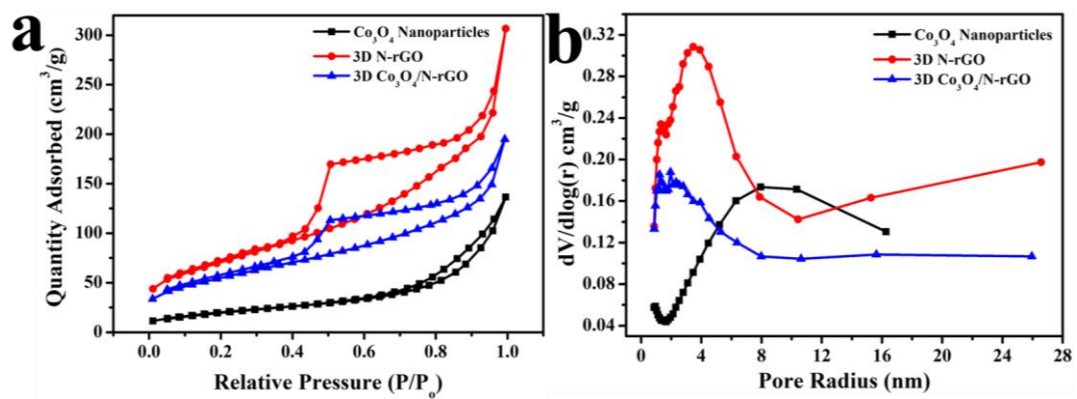 a
Quantity Adsorbed (cm³/g)
300
250
200
150
100
50
0
0.0 0.2 0.4 0.6 0.8 1.0
Relative Pressure (P/Pₒ)
Co₃O₄ Nanoparticles
3D N-rGO
3D Co₃O₄/N-rGO
b
dV/dlog(r) cm³/g
0.32
0.28
0.24
0.20
0.16
0.12
0.08
0.04
0 4 8 12 16 20 24 28
Pore Radius (nm)
Co₃O₄ Nanoparticles
3D N-rGO
3D Co₃O₄/N-rGO